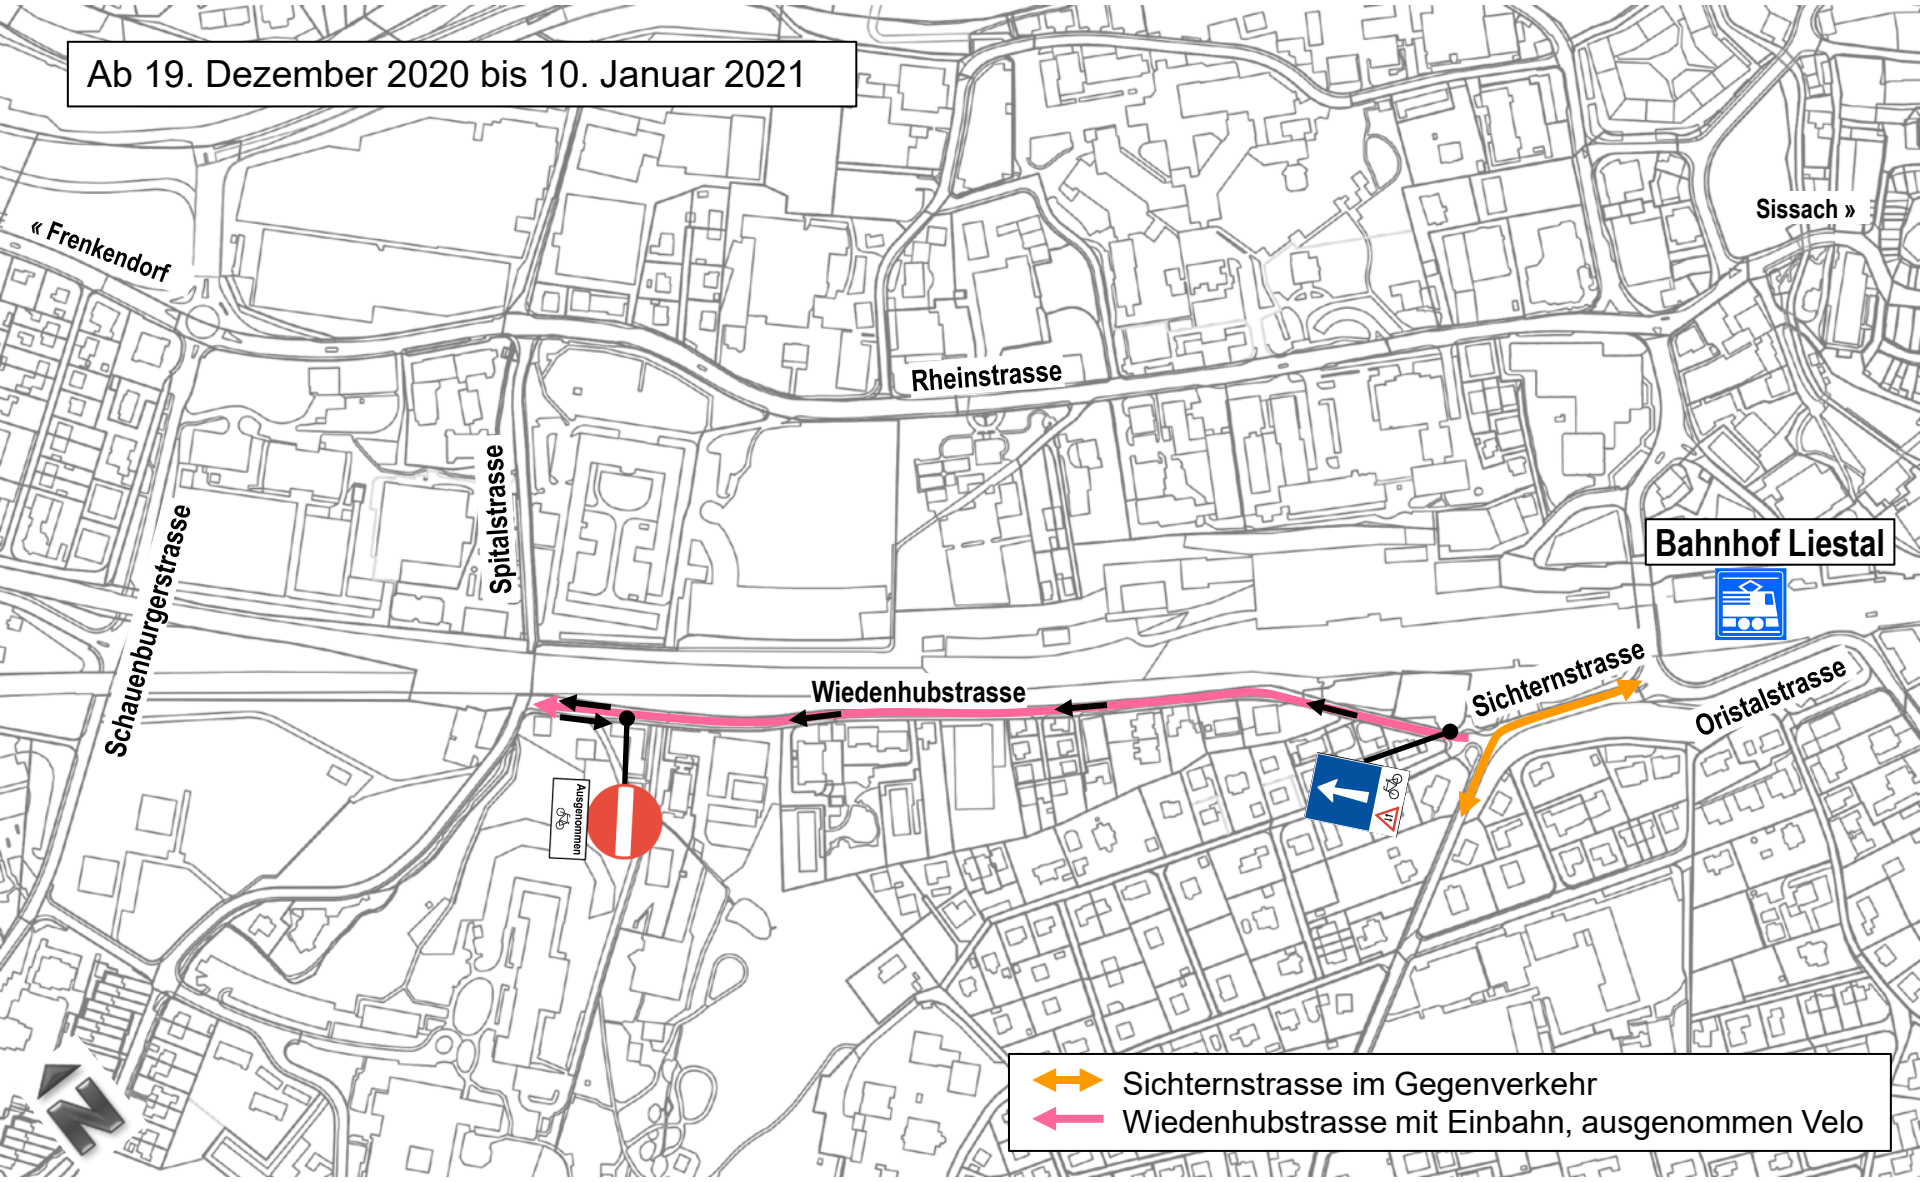 Ab 19. Dezember 2020 bis 10. Januar 2021
« Frenkendorf
Sissach »
Rheinstrasse
Spitalstrasse
Schauenburgerstrasse
Bahnhof Liestal
Wiedenhubstrasse
Sichternstrasse
Oristalstrasse
Ausgenommen
N
Sichternstrasse im Gegenverkehr
Wiedenhubstrasse mit Einbahn, ausgenommen Velo